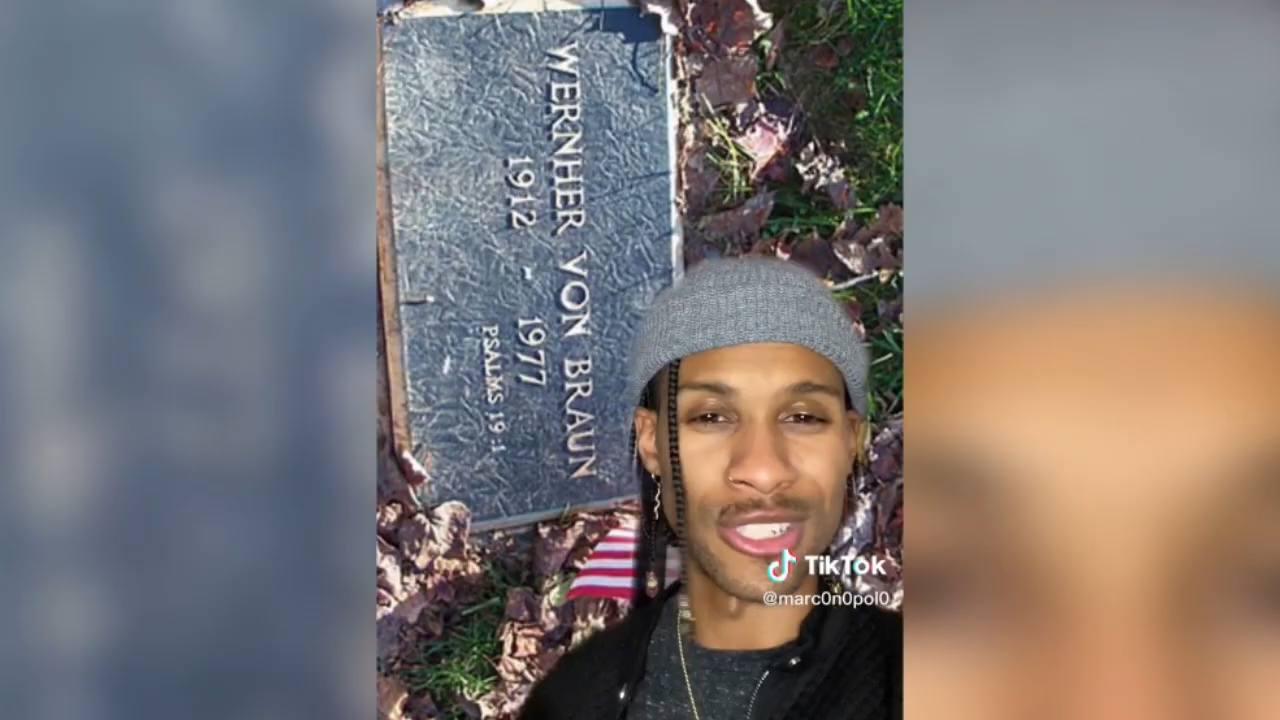 WERNHER VON BRAUN
1912 - 1977
PSALMS 19:1
TikTok
@marc0n0pol0